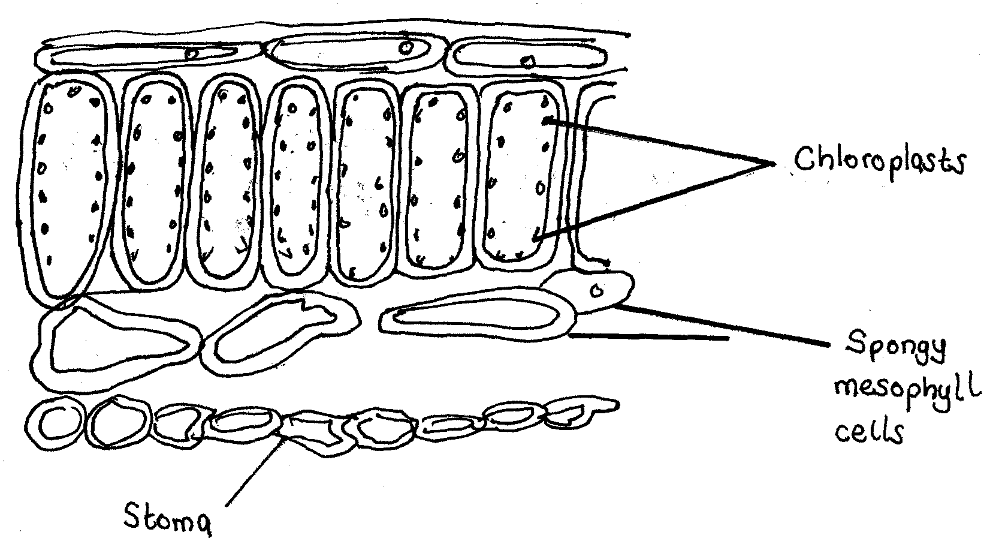 Chloroplasts
Spongy
mesophyll
cells
Stoma